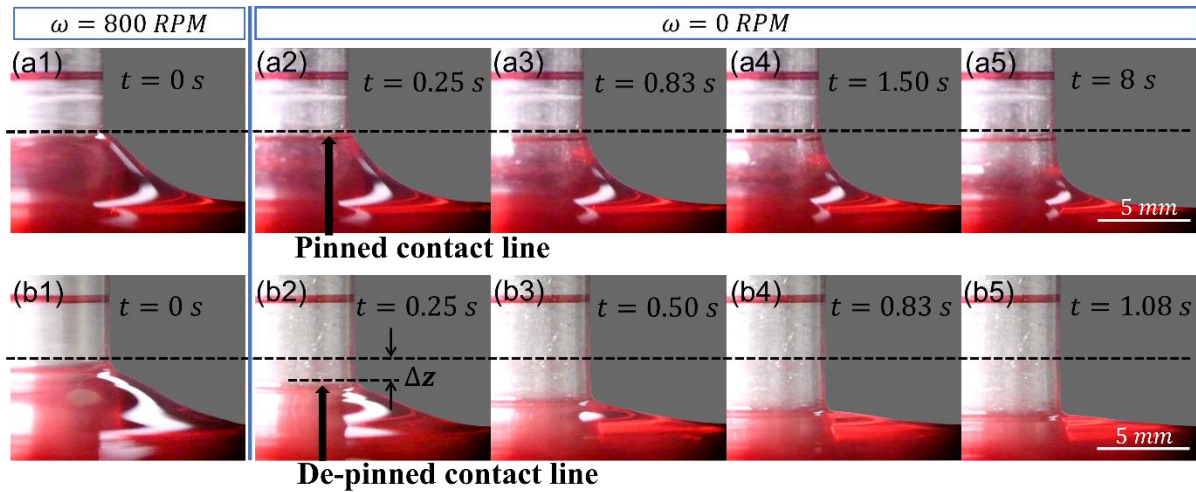 ω = 800 RPM
ω = 0 RPM
(a1) t = 0 s
(a2) t = 0.25 s
(a3) t = 0.83 s
(a4) t = 1.50 s
(a5) t = 8 s
5 mm
Pinned contact line
(b1) t = 0 s
(b2) t = 0.25 s
(b3) t = 0.50 s
(b4) t = 0.83 s
(b5) t = 1.08 s
Δz
5 mm
De-pinned contact line